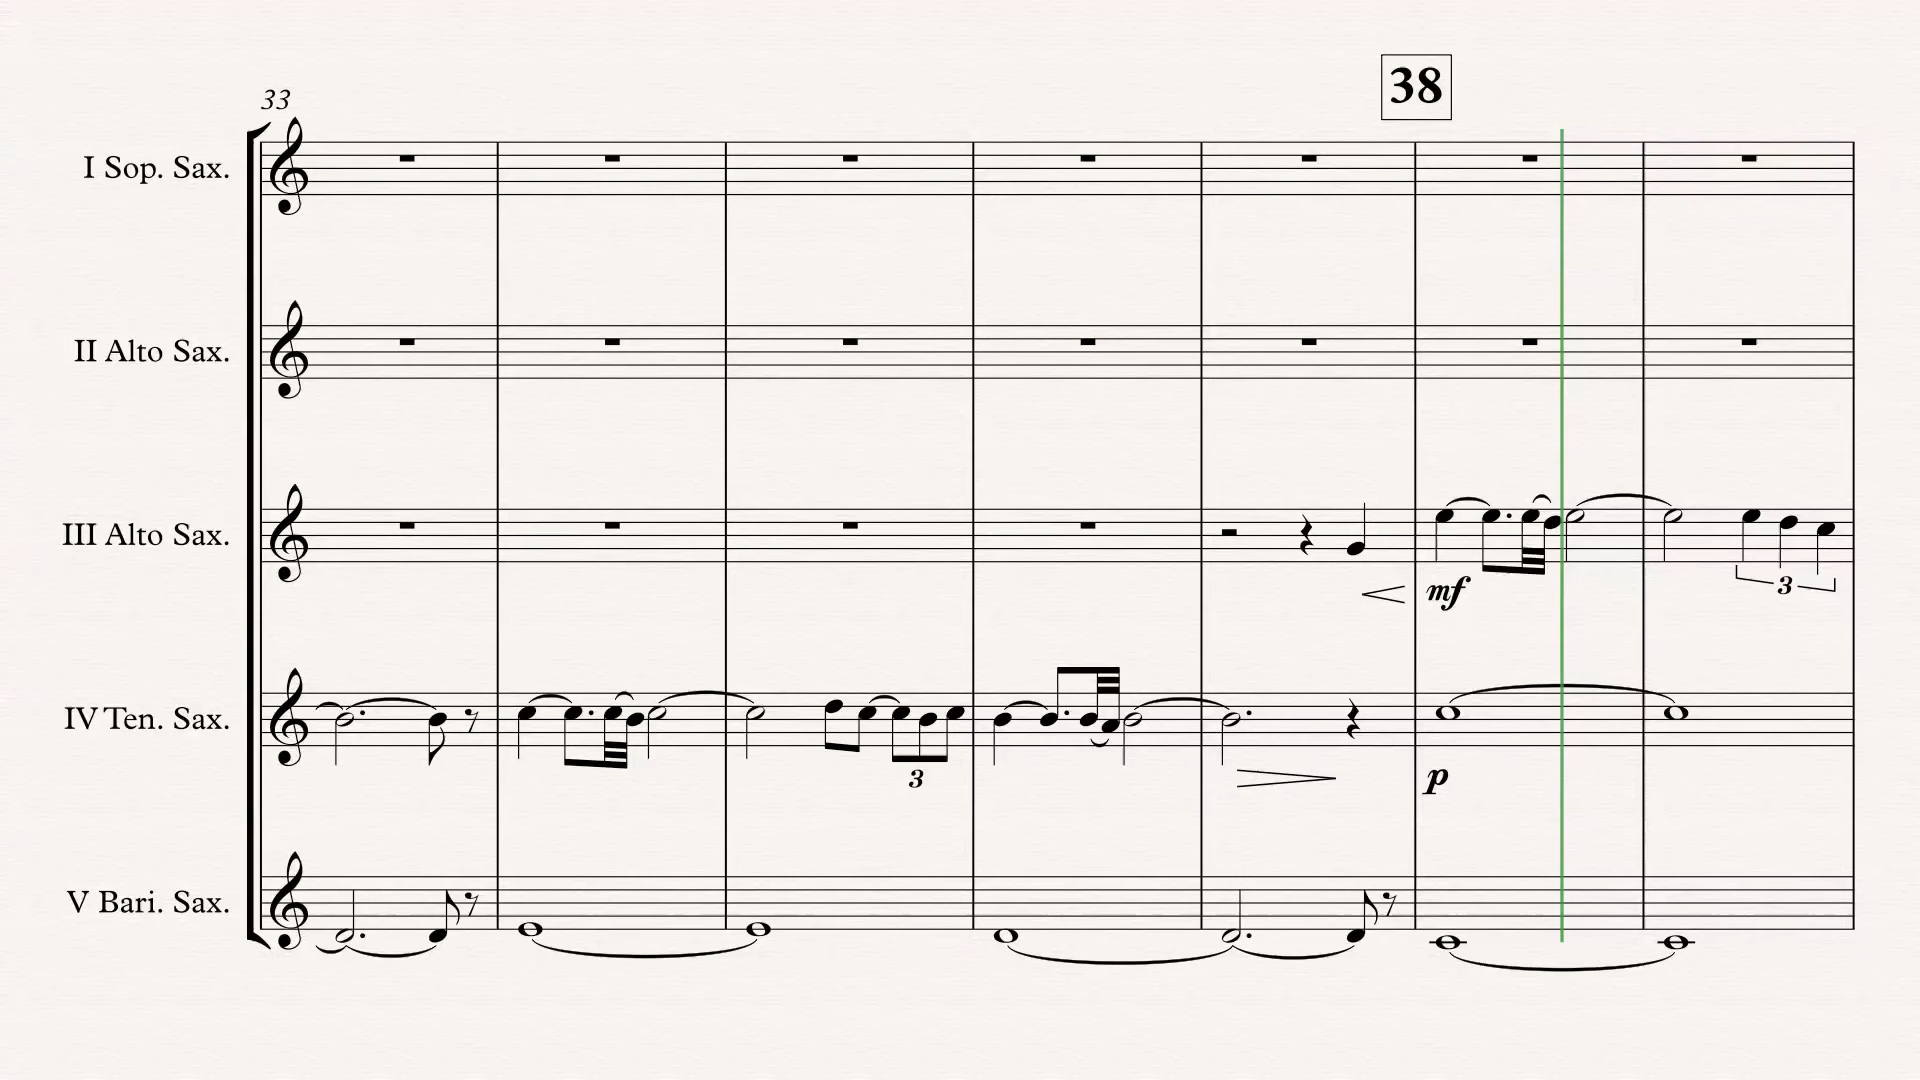 38
33
I Sop. Sax.
II Alto Sax.
III Alto Sax.
mf
3
IV Ten. Sax.
3
p
V Bari. Sax.